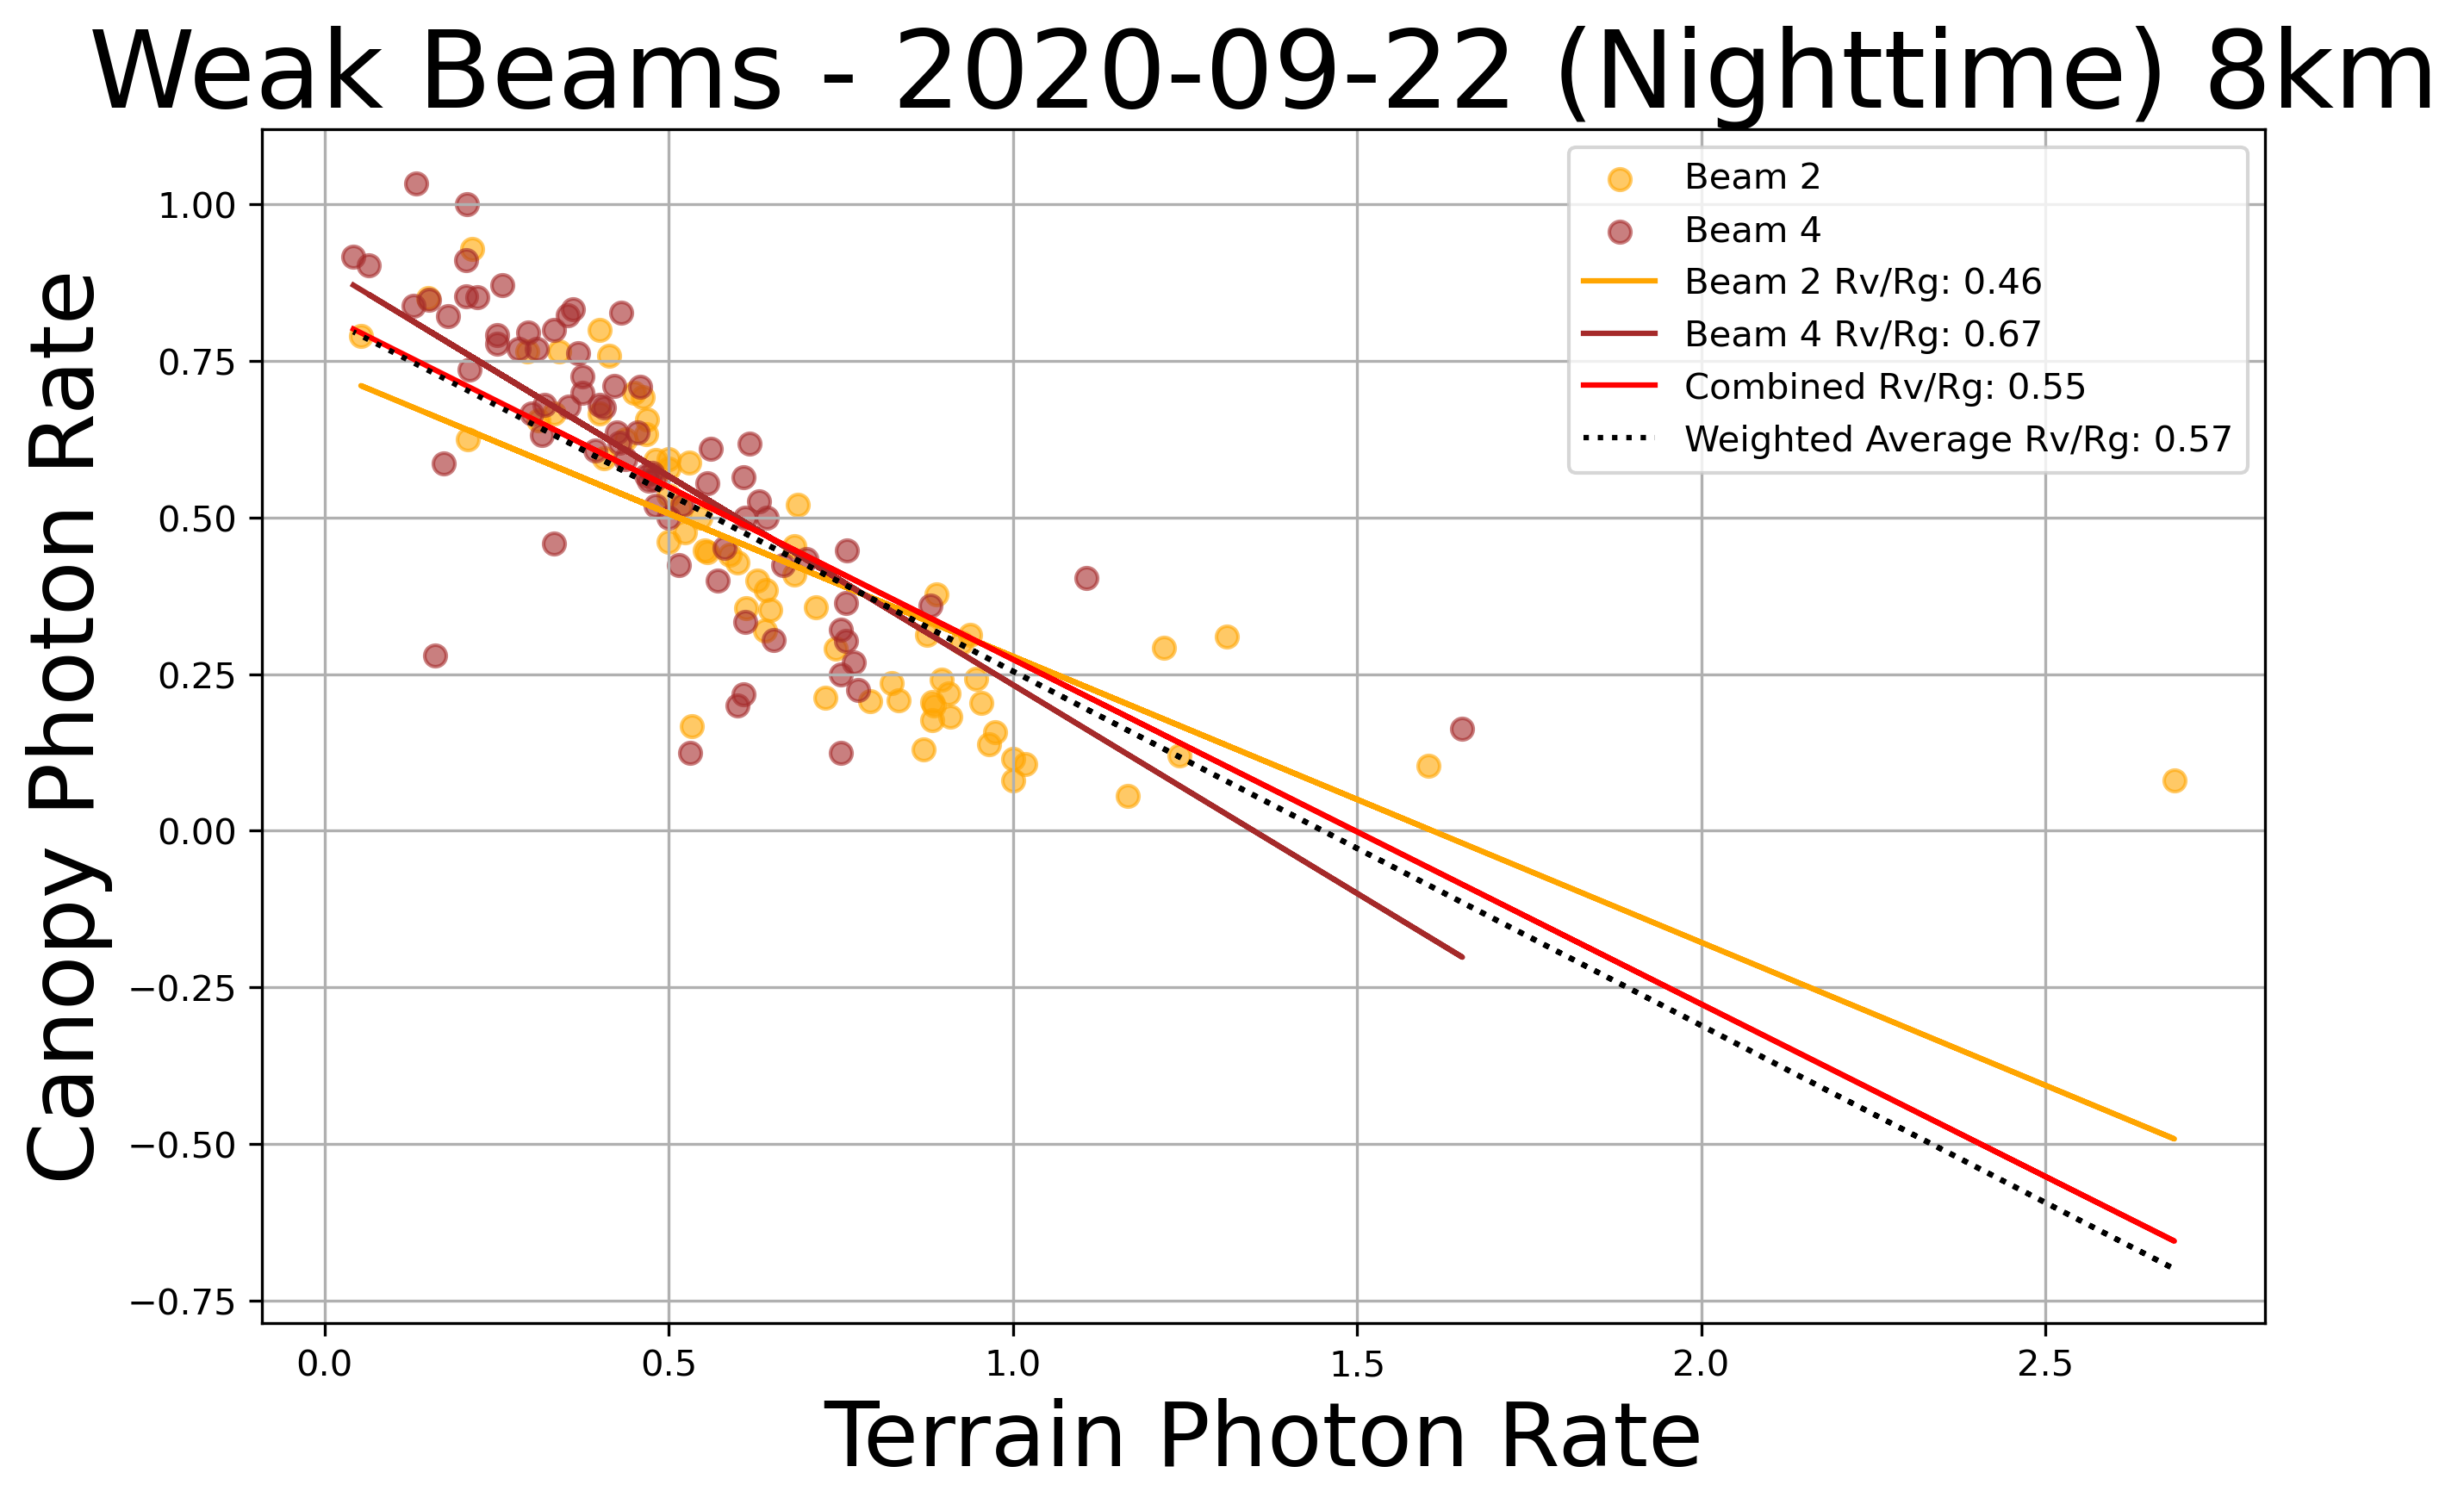 Weak Beams - 2020-09-22 (Nighttime) 8km
Canopy Photon Rate
1.00
0.75
0.50
0.25
0.00
−0.25
−0.50
−0.75
Beam 2
Beam 4
Beam 2 Rv/Rg: 0.46
Beam 4 Rv/Rg: 0.67
Combined Rv/Rg: 0.55
Weighted Average Rv/Rg: 0.57
0.0 0.5 1.0 1.5 2.0 2.5
Terrain Photon Rate